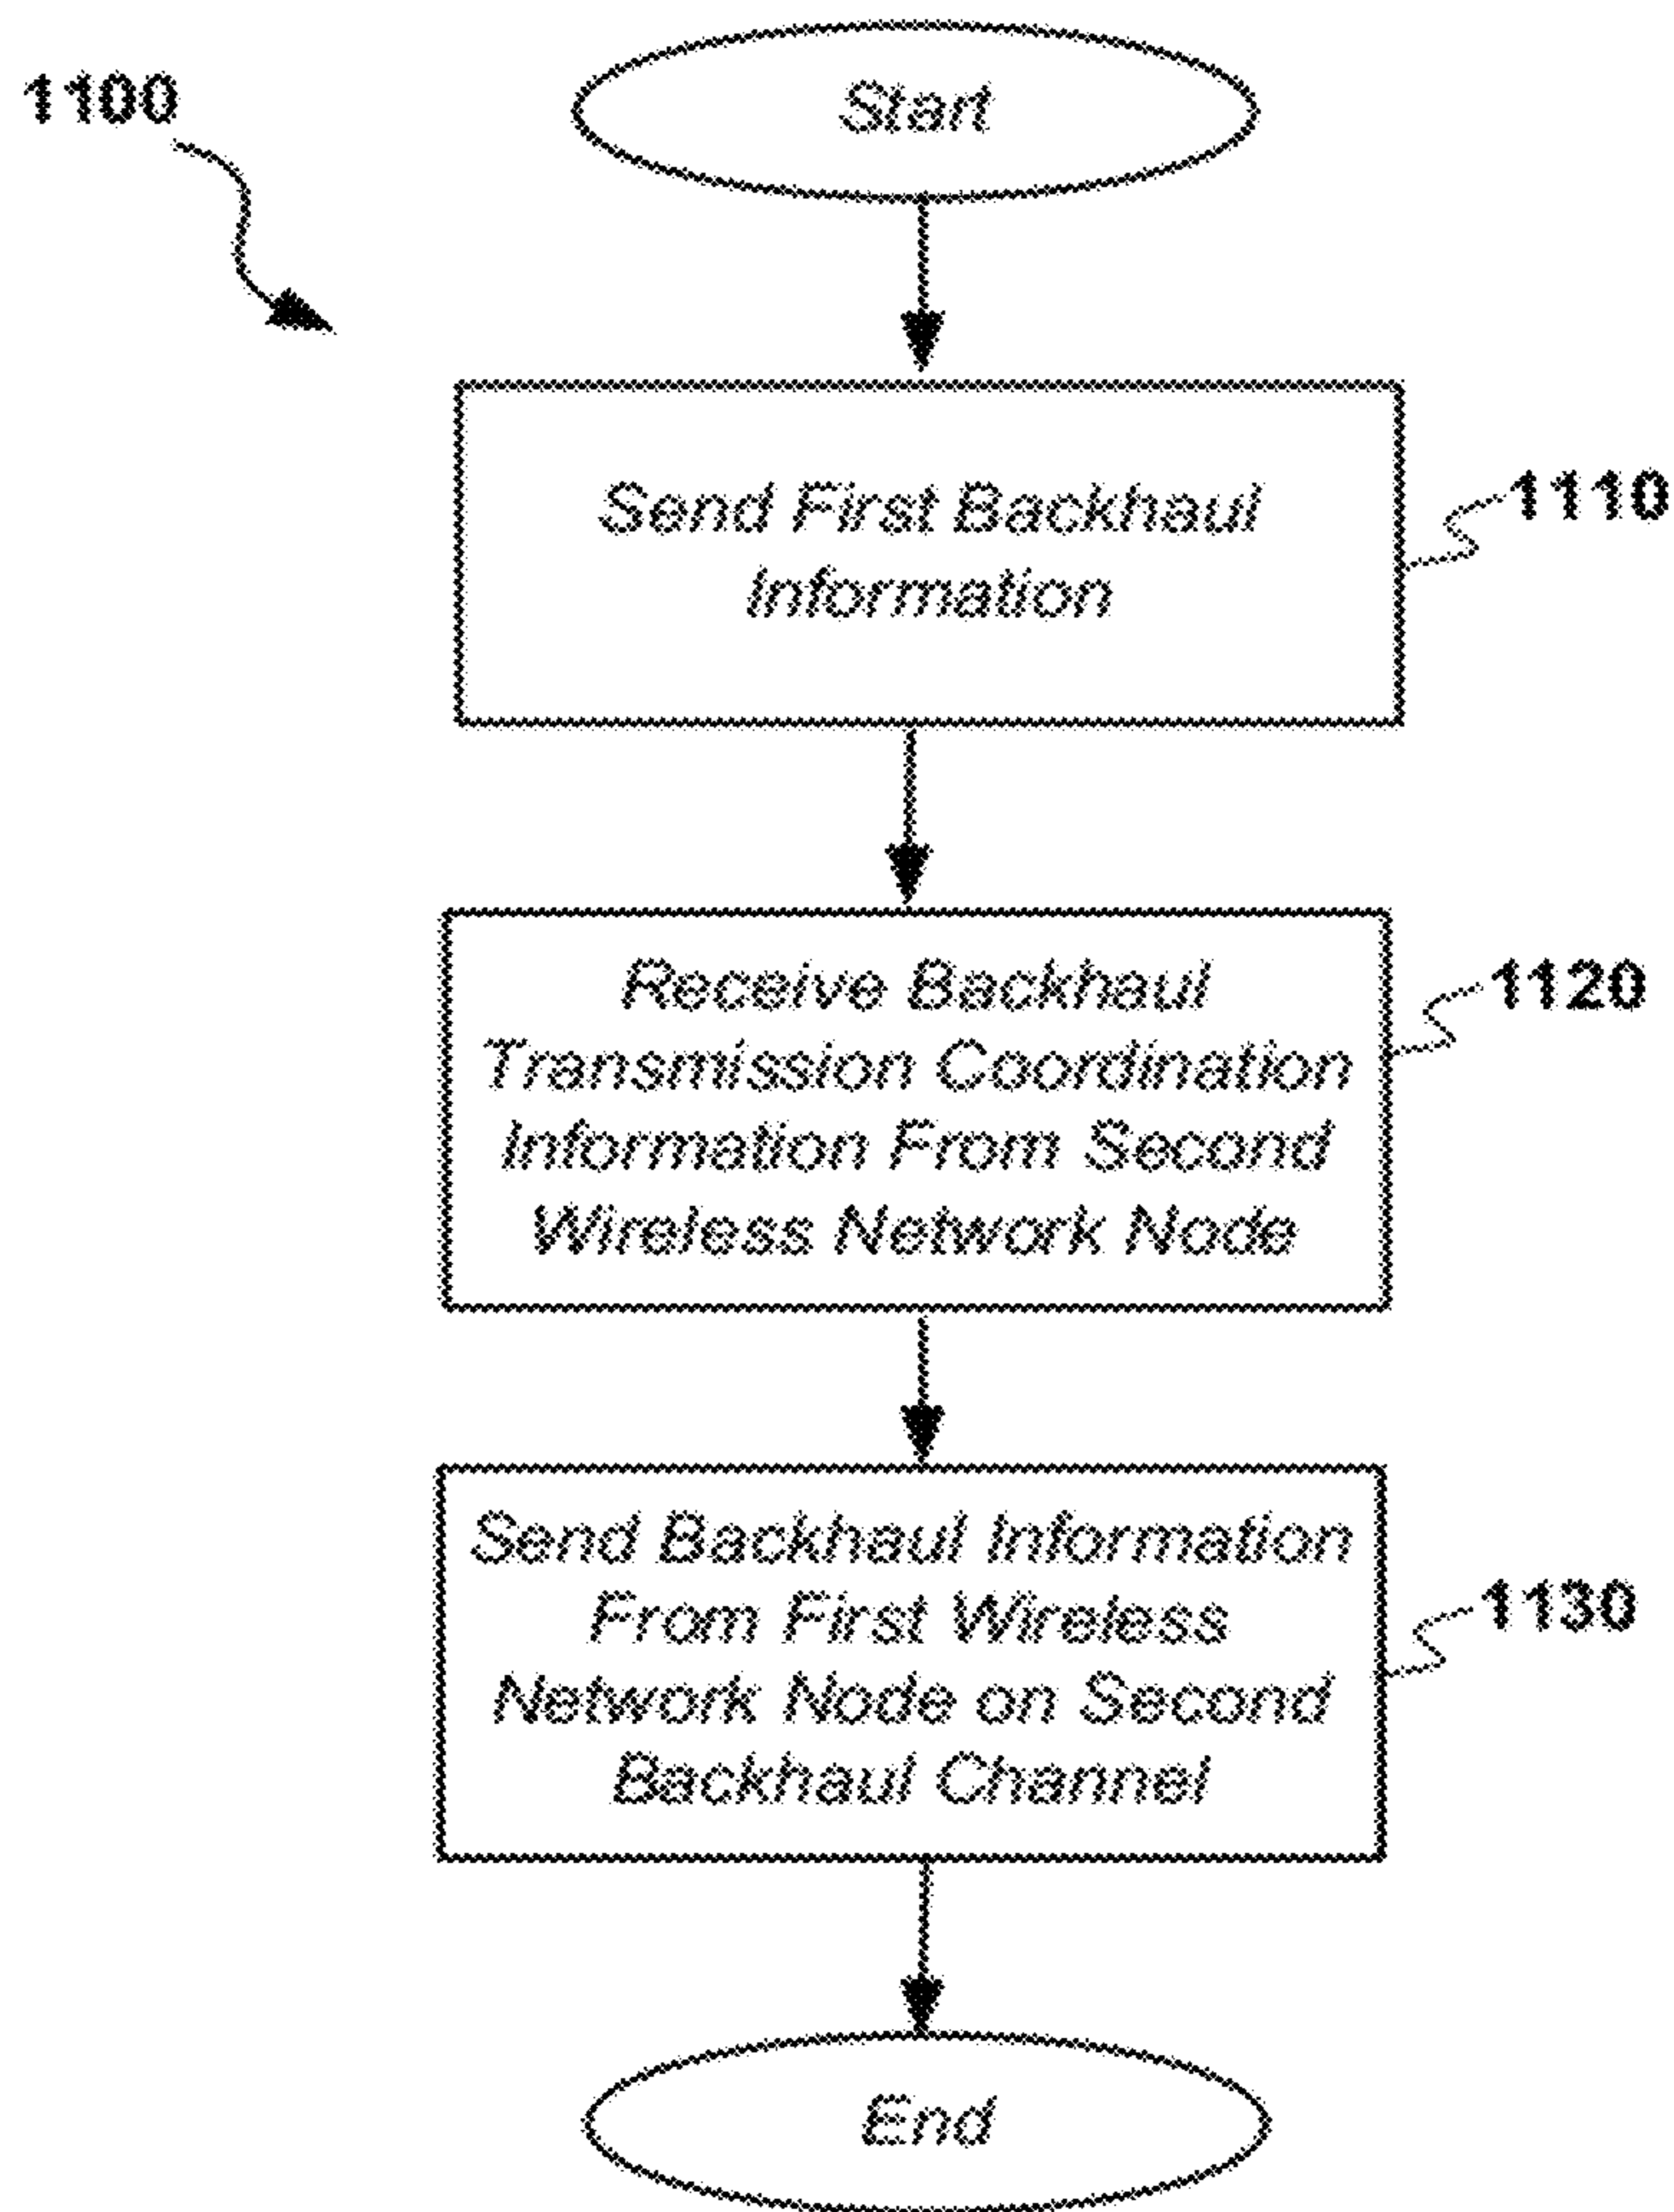 1100
Start
Send First Backhaul
Information
1110
Receive Backhaul
Transmission Coordination
Information From Second
Wireless Network Node
1120
Send Backhaul Information
From First Wireless
Network Node on Second
Backhaul Channel
1130
End